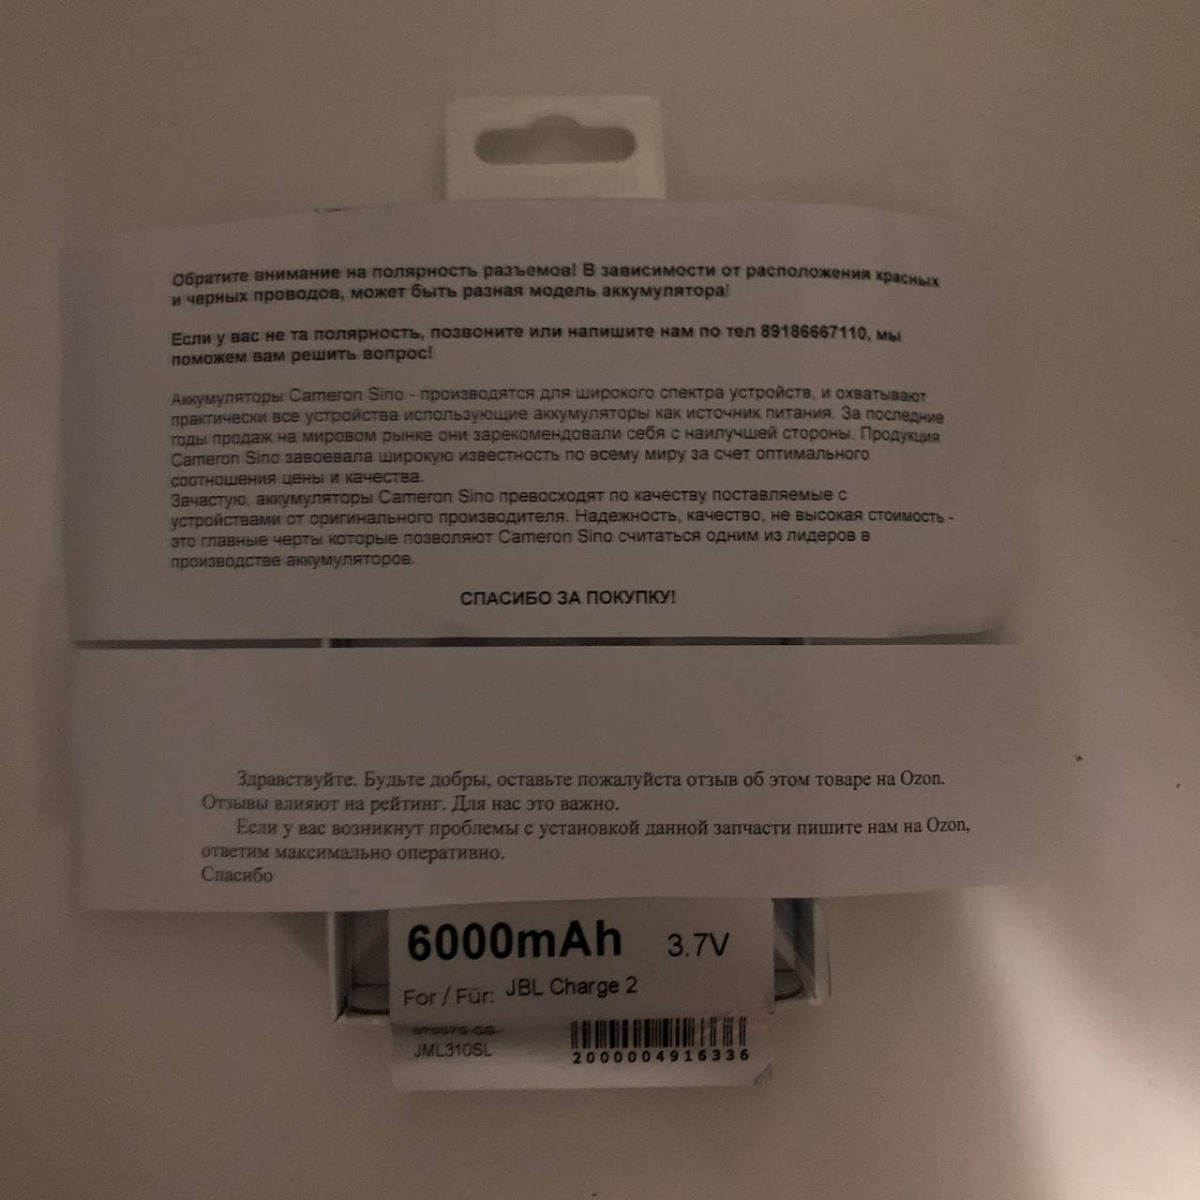 Обратите внимание на полярность разъемов! В зависимости от расположения красных
и черных проводов, может быть разная модель аккумулятора!
Если у вас не та полярность, позвоните или напишите нам по тел 89186667110, мы
поможем вам решить вопрос!
Аккумуляторы Cameron Sino - производятся для широкого спектра устройств, и охватывают
практически все устройства использующие аккумуляторы как источник питания. За последние
годы продаж на мировом рынке они зарекомендовали себя с наилучшей стороны. Продукция
Cameron Sino завоевала широкую известность по всему миру за счет оптимального
соотношения цены и качества.
Зачастую, аккумуляторы Cameron Sino превосходят по качеству поставляемые с
устройствами от оригинального производителя. Надежность, качество, не высокая стоимость -
это главные черты которые позволяют Cameron Sino считаться одним из лидеров в
производстве аккумуляторов.
СПАСИБО ЗА ПОКУПКУ!
Здравствуйте. Будьте добры, оставьте пожалуйста отзыв об этом товаре на Ozon.
Отзывы влияют на рейтинг. Для нас это важно.
Если у вас возникнут проблемы с установкой данной запчасти пишите нам на Ozon,
ответим максимально оперативно.
Спасибо
6000mAh 3.7V
For / Für: JBL Charge 2
JML310SL
2000004916336